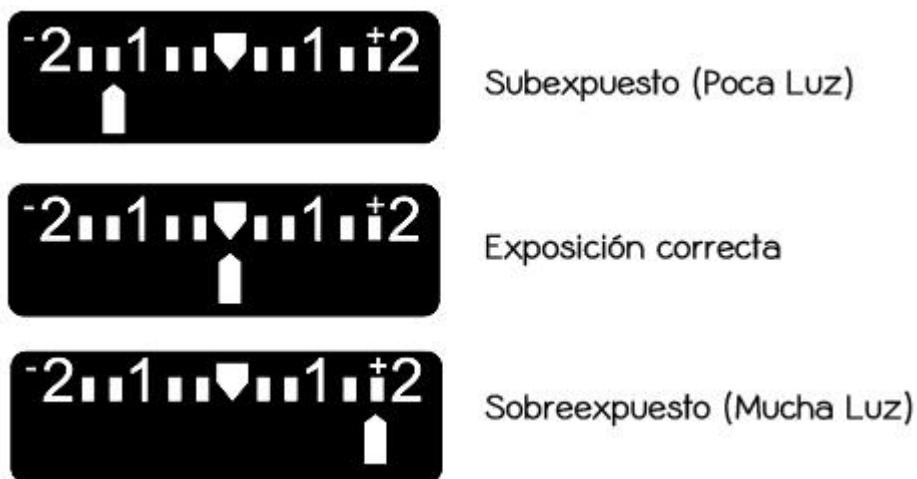 -2 1 1 +2
Subexpuesto (Poca Luz)
-2 1 1 +2
Exposición correcta
-2 1 1 +2
Sobreexpuesto (Mucha Luz)